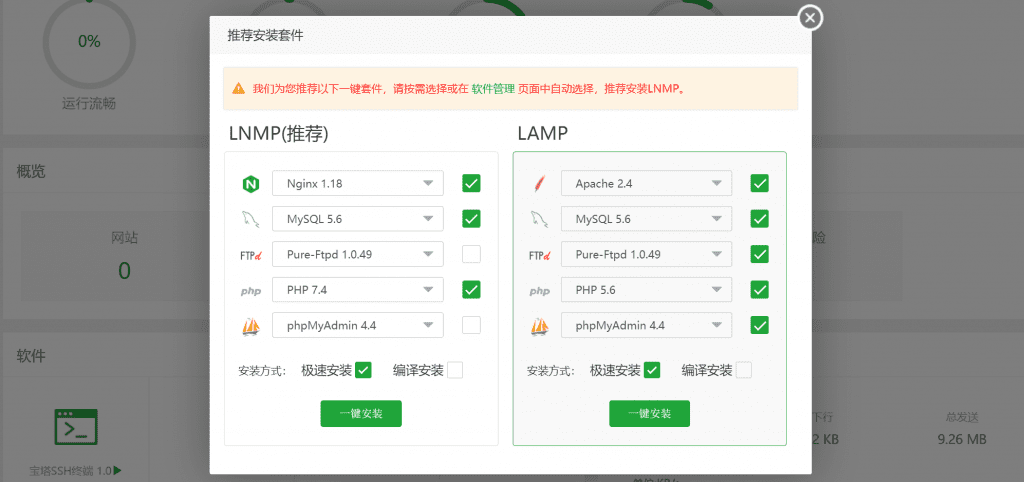 推荐安装套件
我们为您推荐以下一键套件，请按需选择或在 软件管理 页面中自动选择，推荐安装LNMP。
LNMP(推荐)
Nginx 1.18
MySQL 5.6
FTPd
Pure-Ftpd 1.0.49
php
PHP 7.4
phpMyAdmin 4.4
安装方式：
极速安装
编译安装
一键安装
LAMP
Apache 2.4
MySQL 5.6
FTPd
Pure-Ftpd 1.0.49
php
PHP 5.6
phpMyAdmin 4.4
安装方式：
极速安装
编译安装
一键安装
0%
运行流畅
概览
网站
0
险
软件
宝塔SSH终端 1.0
下行
2 KB
总发送
9.26 MB